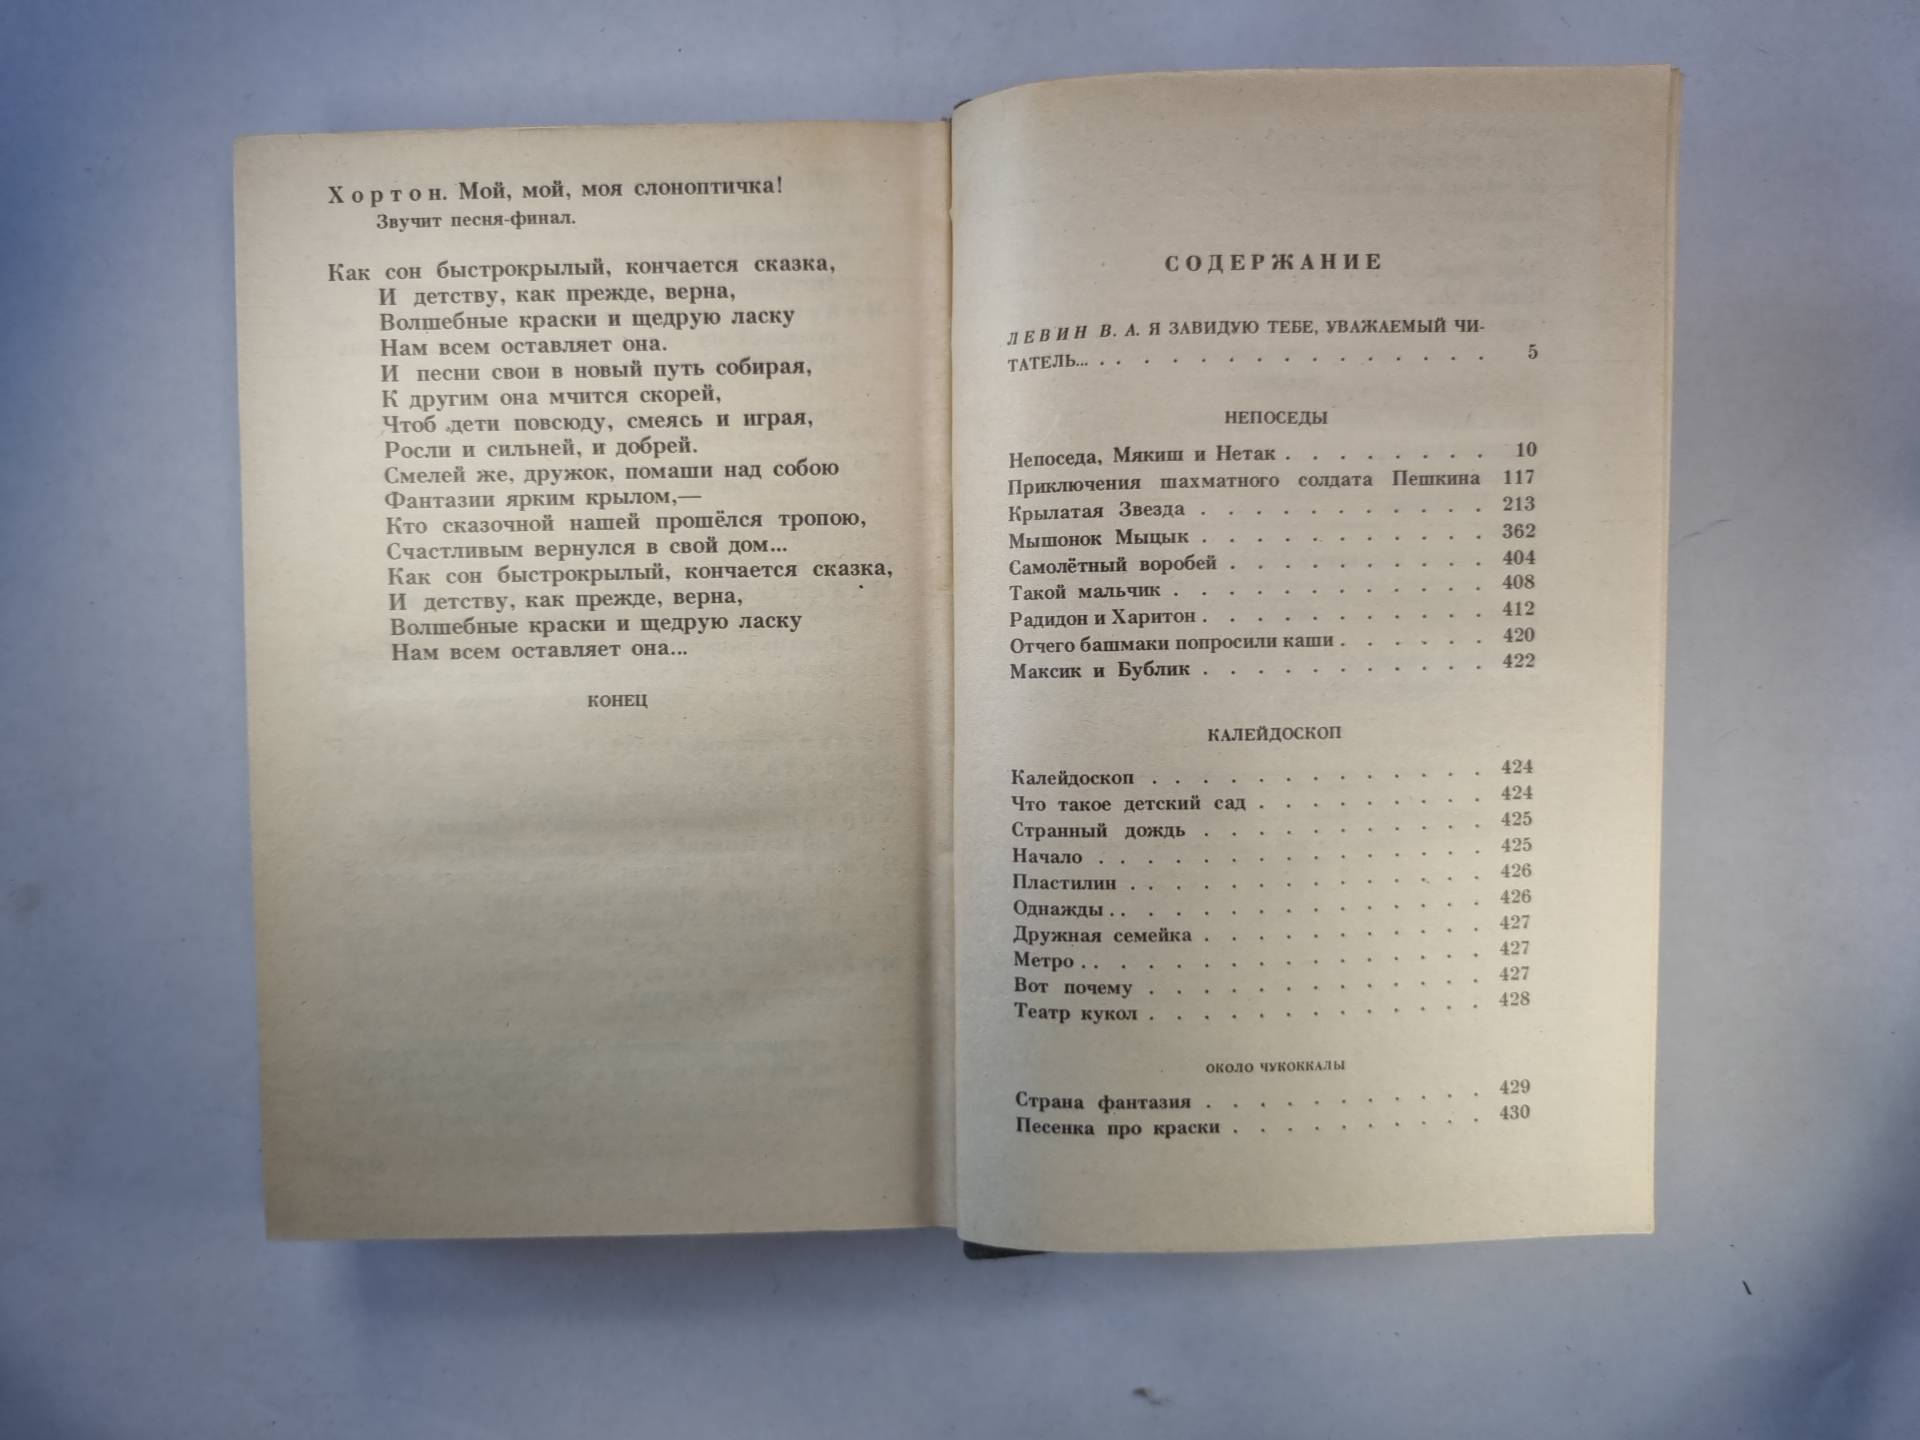 Хортон. Мой, мой, моя слоноптичка!
Звучит песня-финал.
Как сон быстрокрылый, кончается сказка,
И детству, как прежде, верна,
Волшебные краски и щедрую ласку
Нам всем оставляет она.
И песни свои в новый путь собирая,
К другим она мчится скорей,
Чтоб дети повсюду, смеясь и играя,
Росли и сильней, и добрей.
Смелей же, дружок, помаши над собою
Фантазии ярким крылом,—
Кто сказочной нашей прошёлся тропою,
Счастливым вернулся в свой дом...
Как сон быстрокрылый, кончается сказка,
И детству, как прежде, верна,
Волшебные краски и щедрую ласку
Нам всем оставляет она...
КОНЕЦ
СОДЕРЖАНИЕ
ЛЕВИН В. А. Я ЗАВИДУЮ ТЕБЕ, УВАЖАЕМЫЙ ЧИ-
ТАТЕЛЬ... . . . . . . . . . . . . . . . 5
НЕПОСЕДЫ
Непоседа, Мякиш и Нетак . . . . . . . . 10
Приключения шахматного солдата Пешкина 117
Крылатая Звезда . . . . . . . . . . . 213
Мышонок Мыцык . . . . . . . . . . . 362
Самолётный воробей . . . . . . . . . . 404
Такой мальчик . . . . . . . . . . . . 408
Радидон и Харитон . . . . . . . . . . . 412
Отчего башмаки попросили каши . . . . . . 420
Максик и Бублик . . . . . . . . . . . 422
КАЛЕЙДОСКОП
Калейдоскоп . . . . . . . . . . . . . 424
Что такое детский сад . . . . . . . . . 424
Странный дождь . . . . . . . . . . . 425
Начало . . . . . . . . . . . . . . . 425
Пластилин . . . . . . . . . . . . . . 426
Однажды . . . . . . . . . . . . . . . 426
Дружная семейка . . . . . . . . . . . 427
Метро . . . . . . . . . . . . . . . . 427
Вот почему . . . . . . . . . . . . . 427
Театр кукол . . . . . . . . . . . . . 428
ОКОЛО ЧУКОККАЛЫ
Страна фантазия . . . . . . . . . . . 429
Песенка про краски . . . . . . . . . . 430